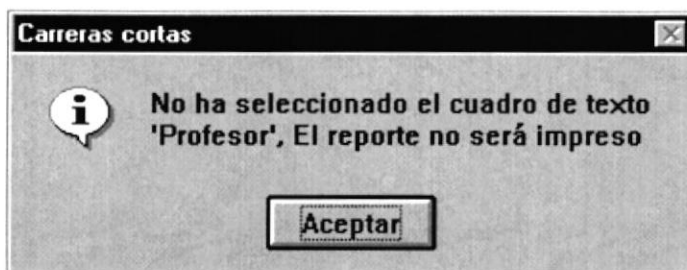 Carreras cortas
No ha seleccionado el cuadro de texto
'Profesor', El reporte no será impreso
Aceptar